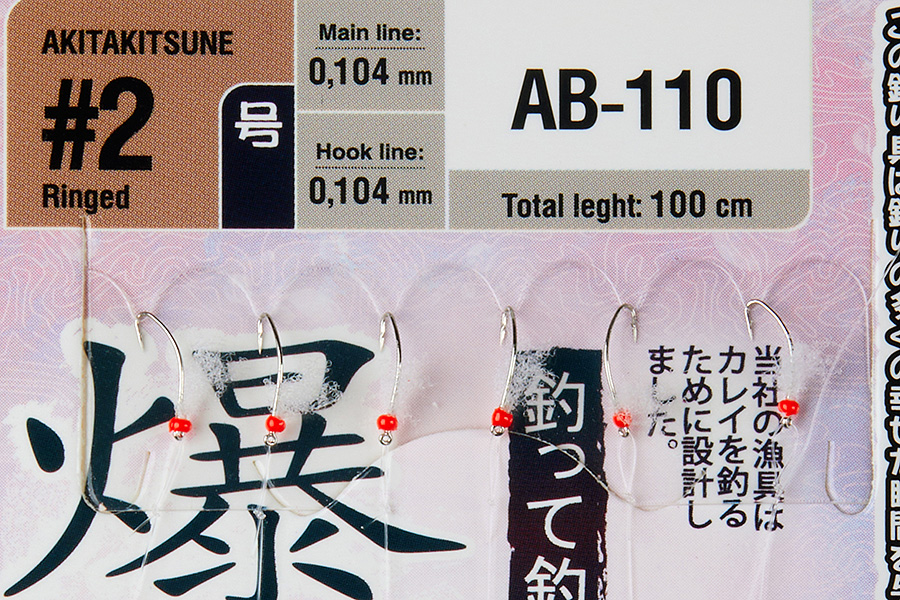 AKITAKITSUNE
#2
Ringed
号
Main line:
0,104 mm
Hook line:
0,104 mm
AB-110
Total leght: 100 cm
爆
釣って釣
当社の漁具は
カレイを釣る
ために設計し
ました。